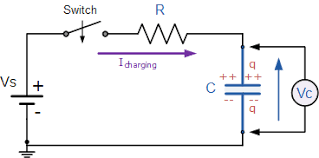 Switch
R
I charging
Vs
+
-
q
++ ++
C
-- --
q
Vc